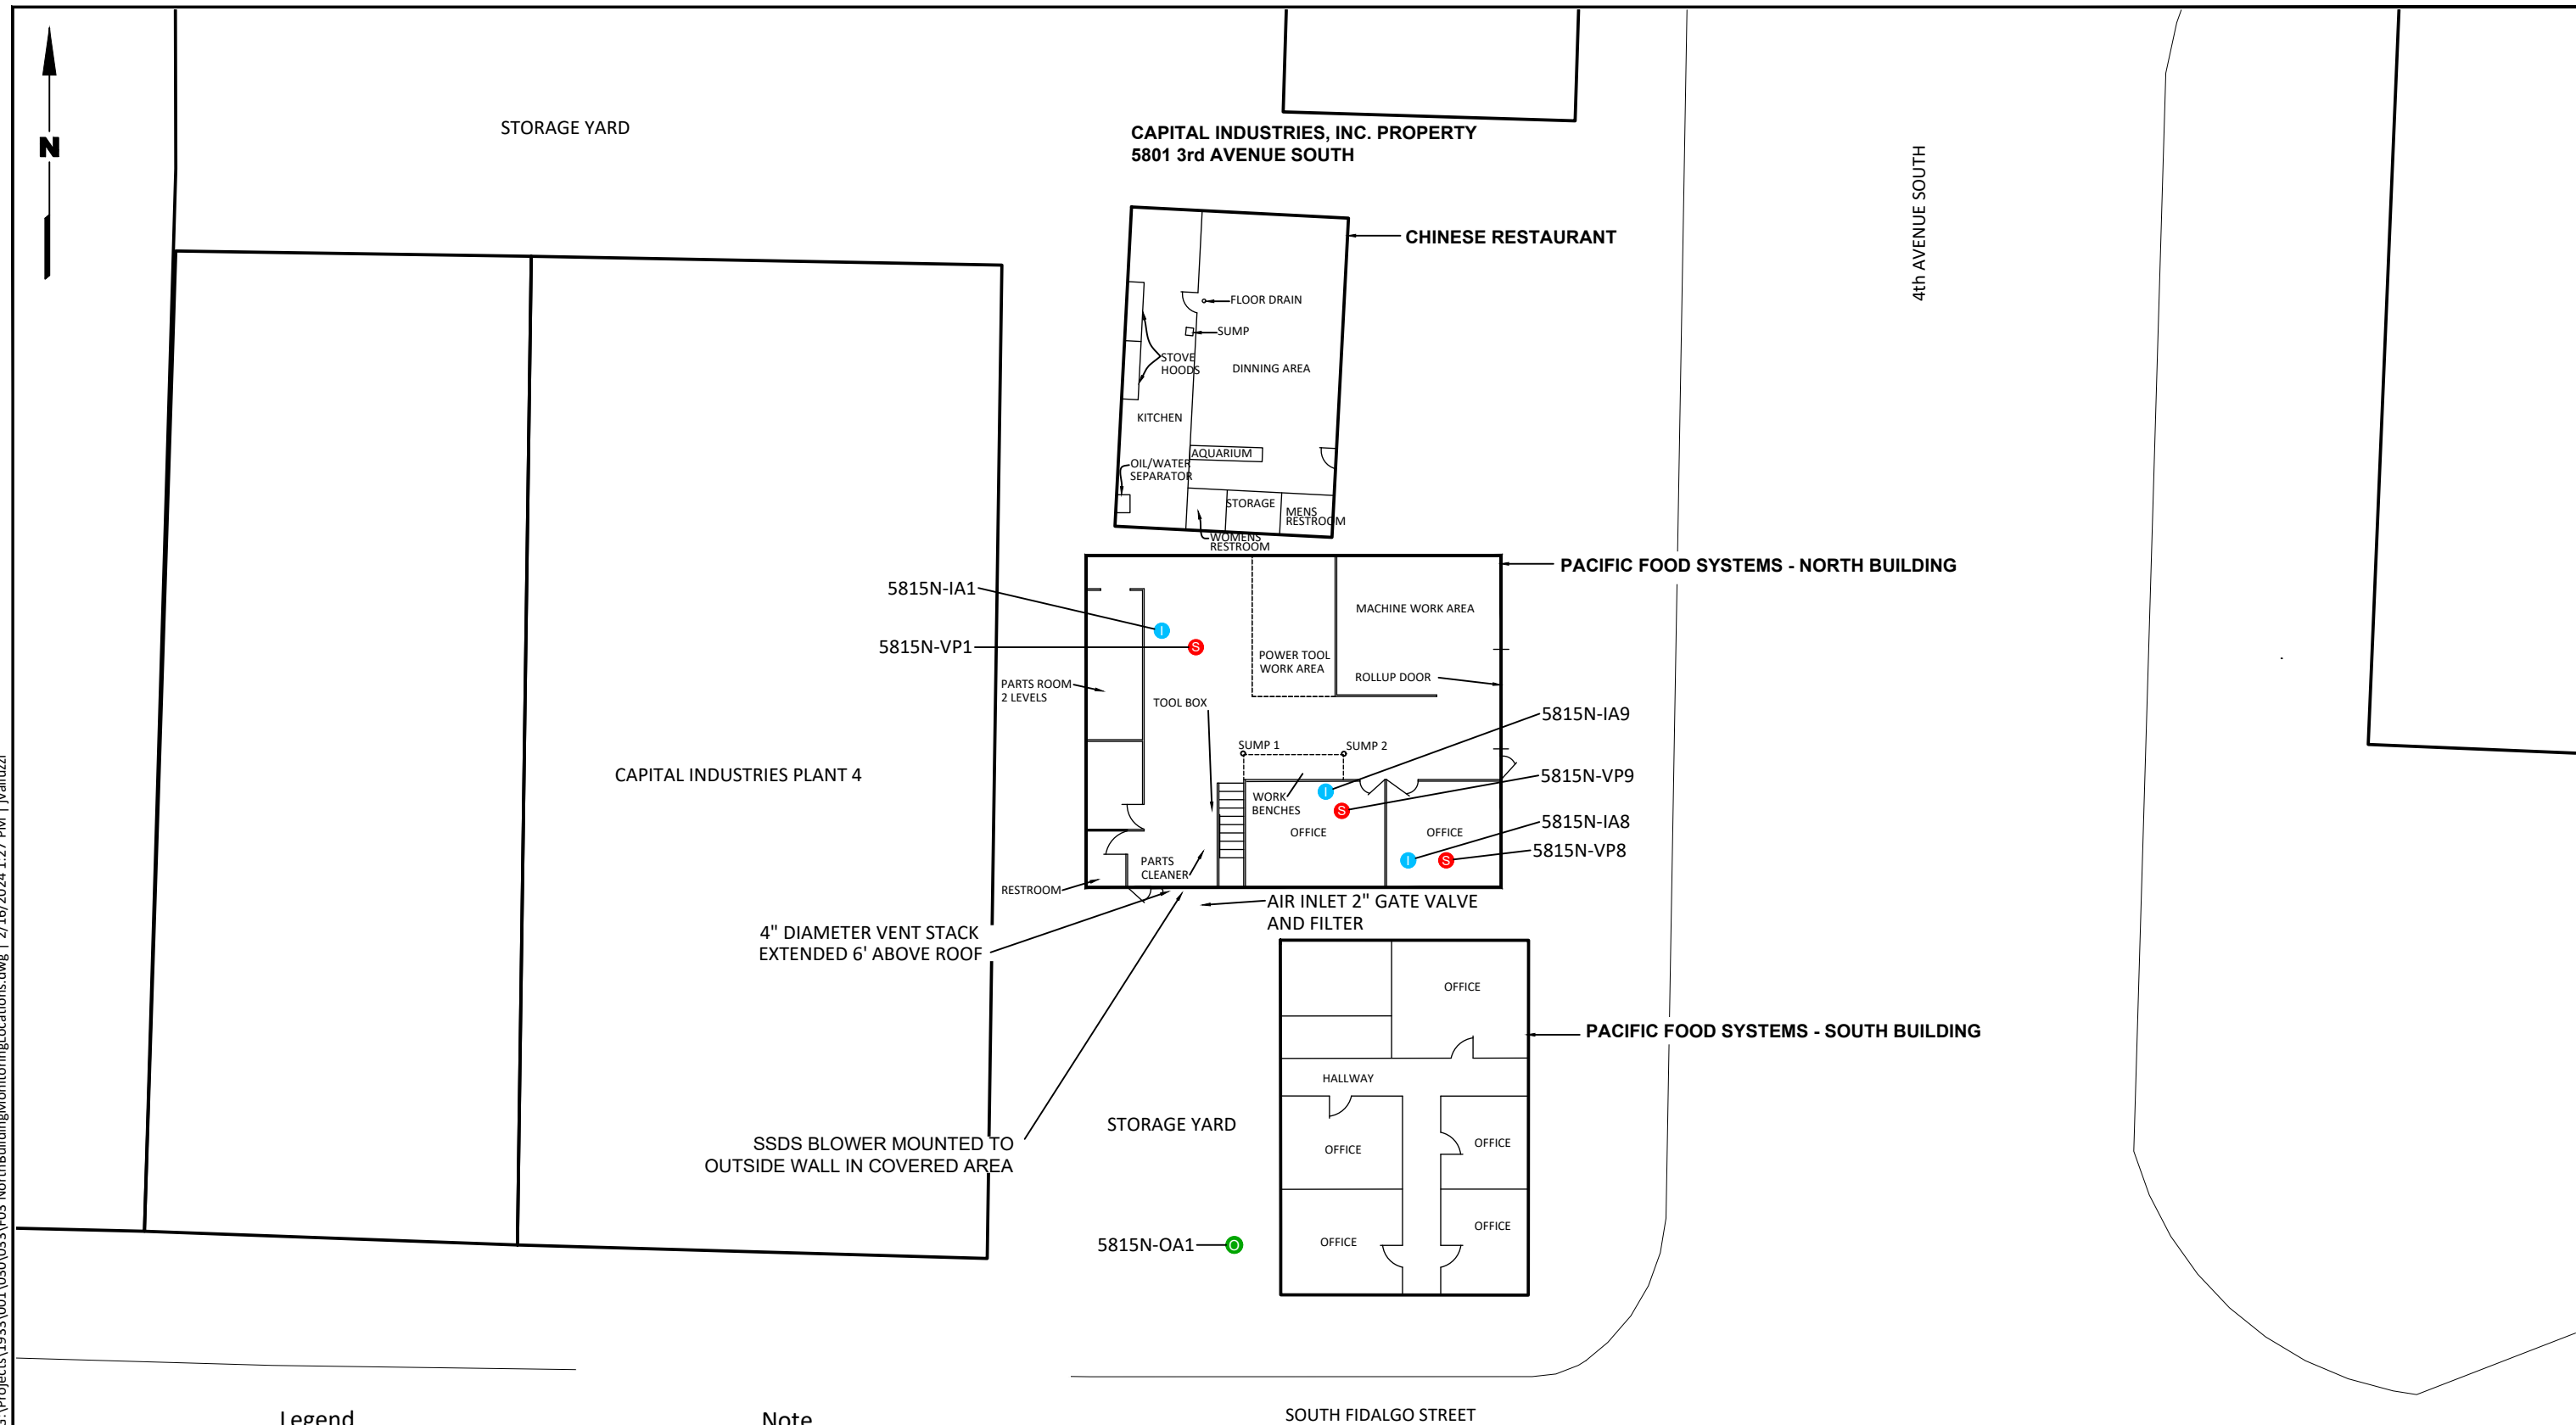 N
STORAGE YARD
CAPITAL INDUSTRIES, INC. PROPERTY
5801 3rd AVENUE SOUTH
4th AVENUE SOUTH
CHINESE RESTAURANT
FLOOR DRAIN
SUMP
STOVE
HOODS
DINNING AREA
KITCHEN
AQUARIUM
OIL/WATER
SEPARATOR
STORAGE
MENS
RESTROOM
WOMENS
RESTROOM
PACIFIC FOOD SYSTEMS - NORTH BUILDING
5815N-IA1
I
5815N-VP1
S
MACHINE WORK AREA
POWER TOOL
WORK AREA
ROLLUP DOOR
PARTS ROOM
2 LEVELS
TOOL BOX
5815N-IA9
SUMP 1
SUMP 2
CAPITAL INDUSTRIES PLANT 4
5815N-VP9
I
WORK
BENCHES
S
5815N-IA8
OFFICE
OFFICE
5815N-VP8
I
S
PARTS
CLEANER
RESTROOM
AIR INLET 2" GATE VALVE
AND FILTER
4" DIAMETER VENT STACK
EXTENDED 6' ABOVE ROOF
OFFICE
PACIFIC FOOD SYSTEMS - SOUTH BUILDING
HALLWAY
STORAGE YARD
SSDS BLOWER MOUNTED TO
OUTSIDE WALL IN COVERED AREA
OFFICE
OFFICE
5815N-OA1
O
OFFICE
OFFICE
SOUTH FIDALGO STREET
Legend
Note